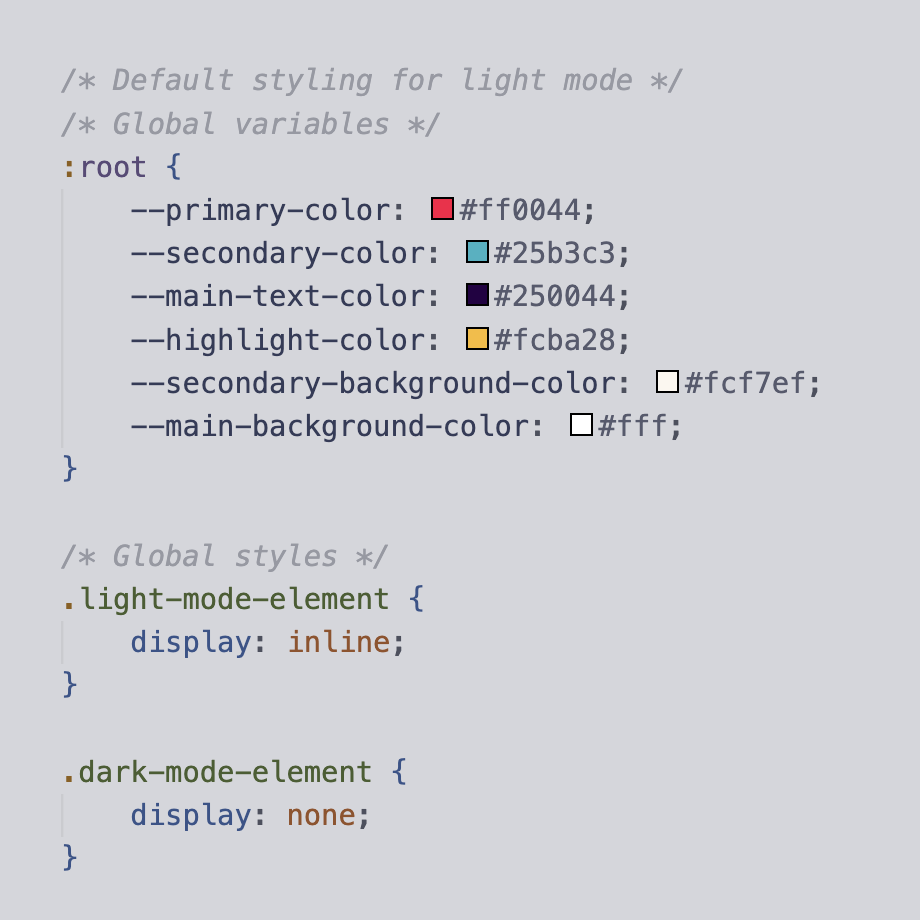 /* Default styling for light mode */
/* Global variables */
:root {
    --primary-color: #ff0044;
    --secondary-color: #25b3c3;
    --main-text-color: #250044;
    --highlight-color: #fcba28;
    --secondary-background-color: #fcf7ef;
    --main-background-color: #fff;
}

/* Global styles */
.light-mode-element {
    display: inline;
}

.dark-mode-element {
    display: none;
}